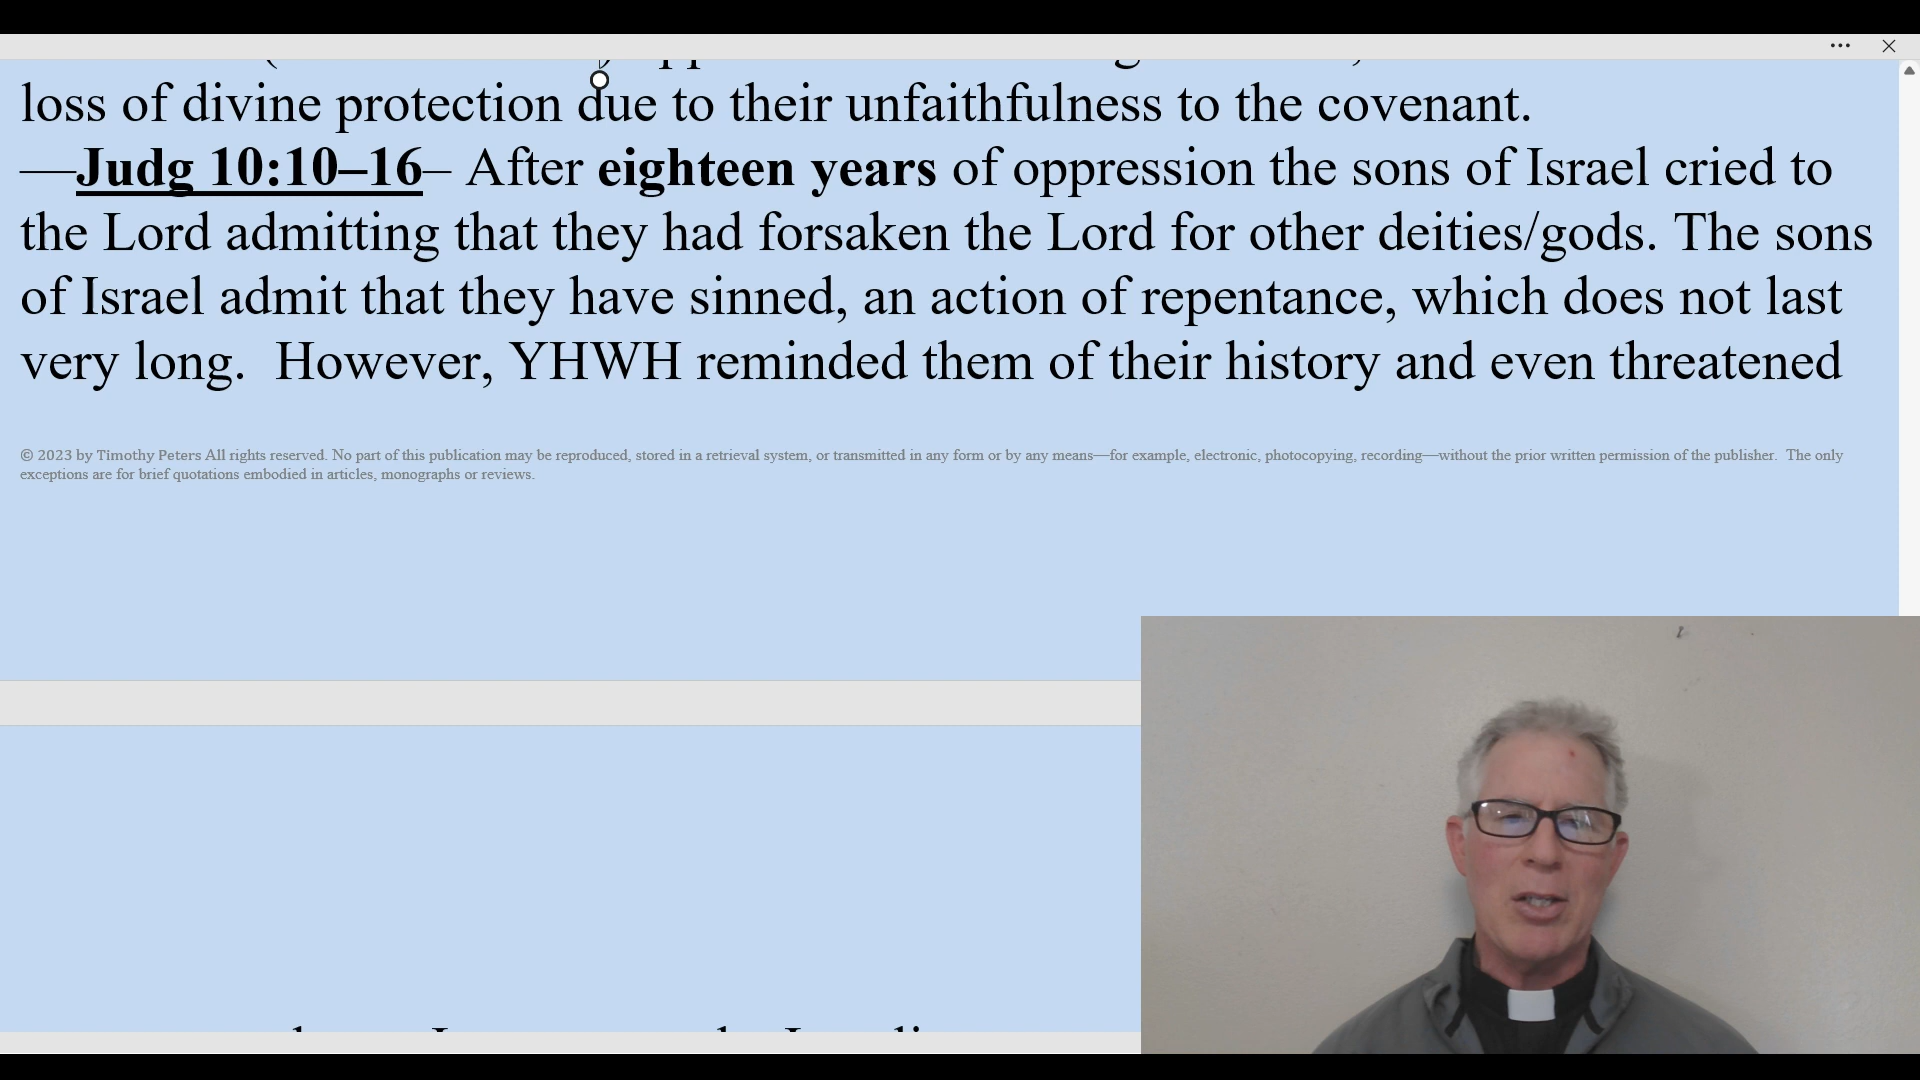 loss of divine protection due to their unfaithfulness to the covenant.
—Judg 10:10–16– After eighteen years of oppression the sons of Israel cried to
the Lord admitting that they had forsaken the Lord for other deities/gods. The sons
of Israel admit that they have sinned, an action of repentance, which does not last
very long.  However, YHWH reminded them of their history and even threatened
© 2023 by Timothy Peters All rights reserved. No part of this publication may be reproduced, stored in a retrieval system, or transmitted in any form or by any means—for example, electronic, photocopying, recording—without the prior written permission of the publisher.  The only
exceptions are for brief quotations embodied in articles, monographs or reviews.